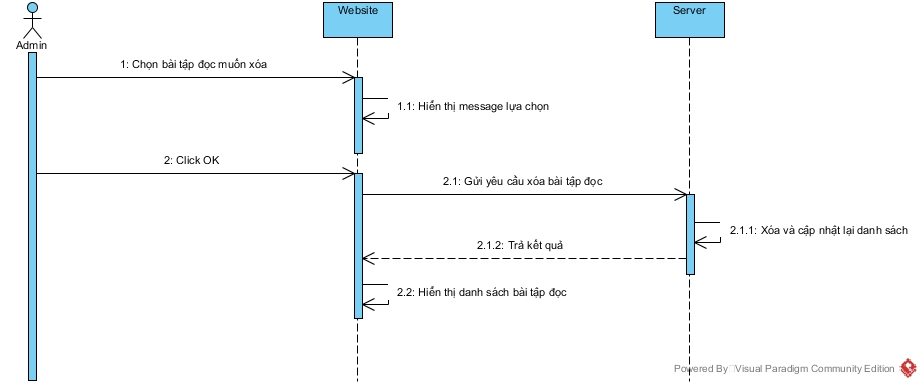 Website
Server
Admin
1: Chọn bài tập đọc muốn xóa
1.1: Hiển thị message lựa chọn
2: Click OK
2.1: Gửi yêu cầu xóa bài tập đọc
2.1.1: Xóa và cập nhật lại danh sách
2.1.2: Trả kết quả
2.2: Hiển thị danh sách bài tập đọc
Powered By Visual Paradigm Community Edition